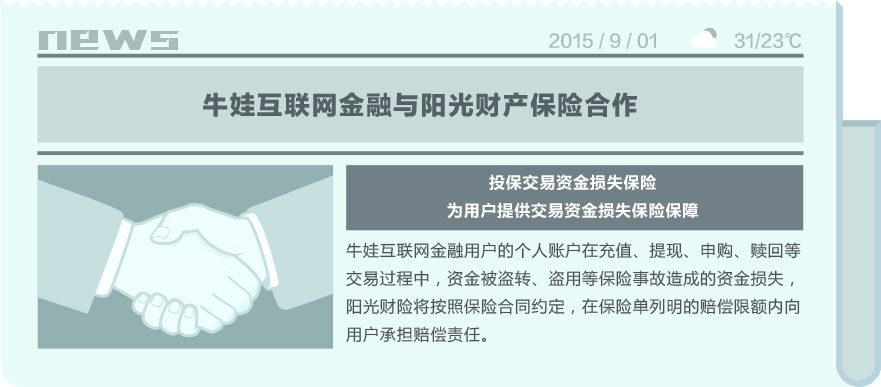 news 2015 / 9 / 01 31/23℃
牛娃互联网金融与阳光财产保险合作
投保交易资金损失保险
为用户提供交易资金损失保险保障
牛娃互联网金融用户的个人账户在充值、提现、申购、赎回等
交易过程中，资金被盗转、盗用等保险事故造成的资金损失，
阳光财险将按照保险合同约定，在保险单列明的赔偿限额内向
用户承担赔偿责任。